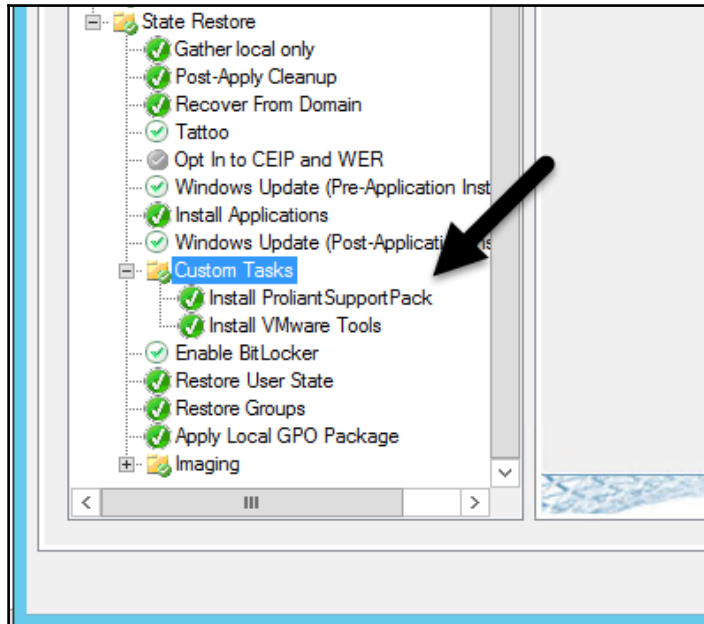 State Restore
Gather local only
Post-Apply Cleanup
Recover From Domain
Tattoo
Opt In to CEIP and WER
Windows Update (Pre-Application Inst
Install Applications
Windows Update (Post-Applicati
Custom Tasks
Install ProliantSupportPack
Install VMware Tools
Enable BitLocker
Restore User State
Restore Groups
Apply Local GPO Package
Imaging